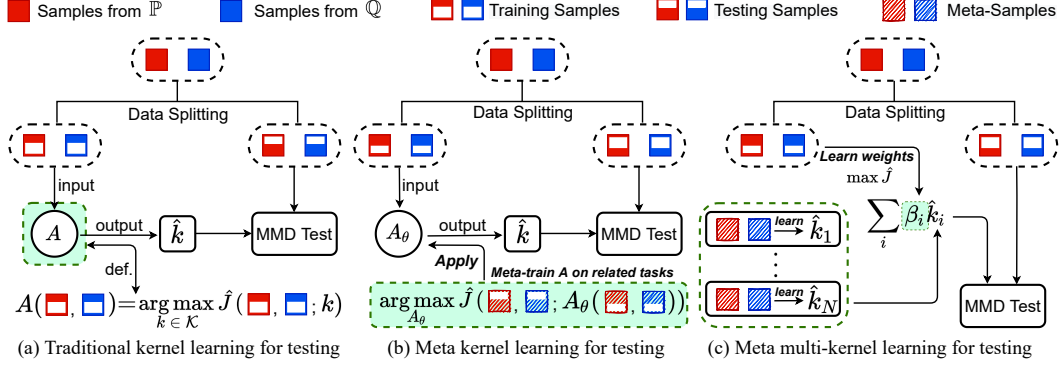 Samples from ℙ Samples from ℚ Training Samples Testing Samples Meta-Samples
Data Splitting
input
A
output
k̂
MMD Test
def.
A( , )=arg max Ĵ( , ; k)
k ∈ 𝒦
(a) Traditional kernel learning for testing
Data Splitting
input
A_θ
output
k̂
MMD Test
Apply
Meta-train A on related tasks
arg max Ĵ( , ; A_θ( , ))
A_θ
(b) Meta kernel learning for testing
Data Splitting
Learn weights
max Ĵ
∑ β_i k̂_i
i
learn k̂_1
learn k̂_N
MMD Test
(c) Meta multi-kernel learning for testing